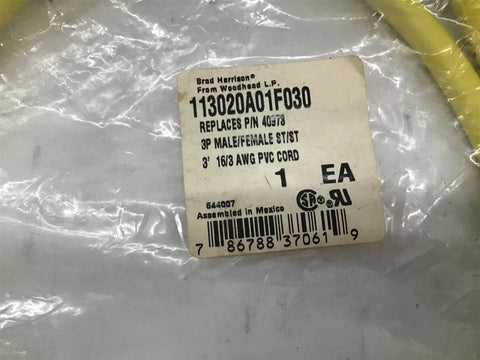 Brad Harrison®
From Woodhead L.P.
113020A01F030
REPLACES P/N 40973
3P MALE/FEMALE ST/ST
3' 16/3 AWG PVC CORD
1 EA
644007
Assembled in Mexico
7 86788 37061 9